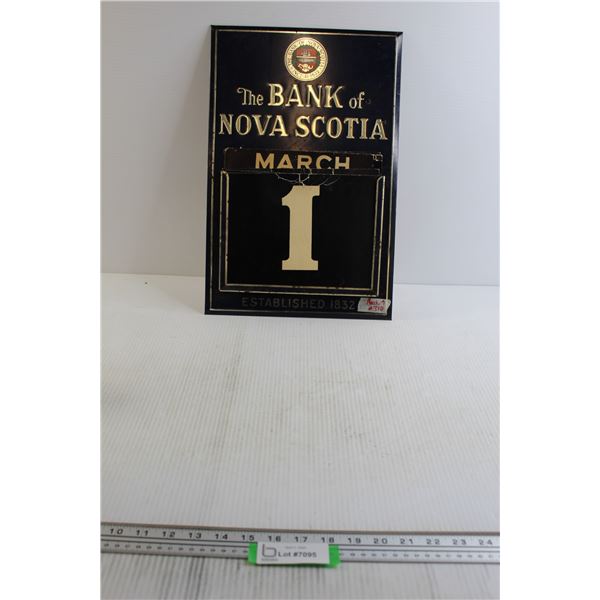 The BANK of
NOVA SCOTIA
MARCH
1
ESTABLISHED 1832
10 11 12 13 14 15 16 17 18 19 20 21 22 23 24
Lot #7095